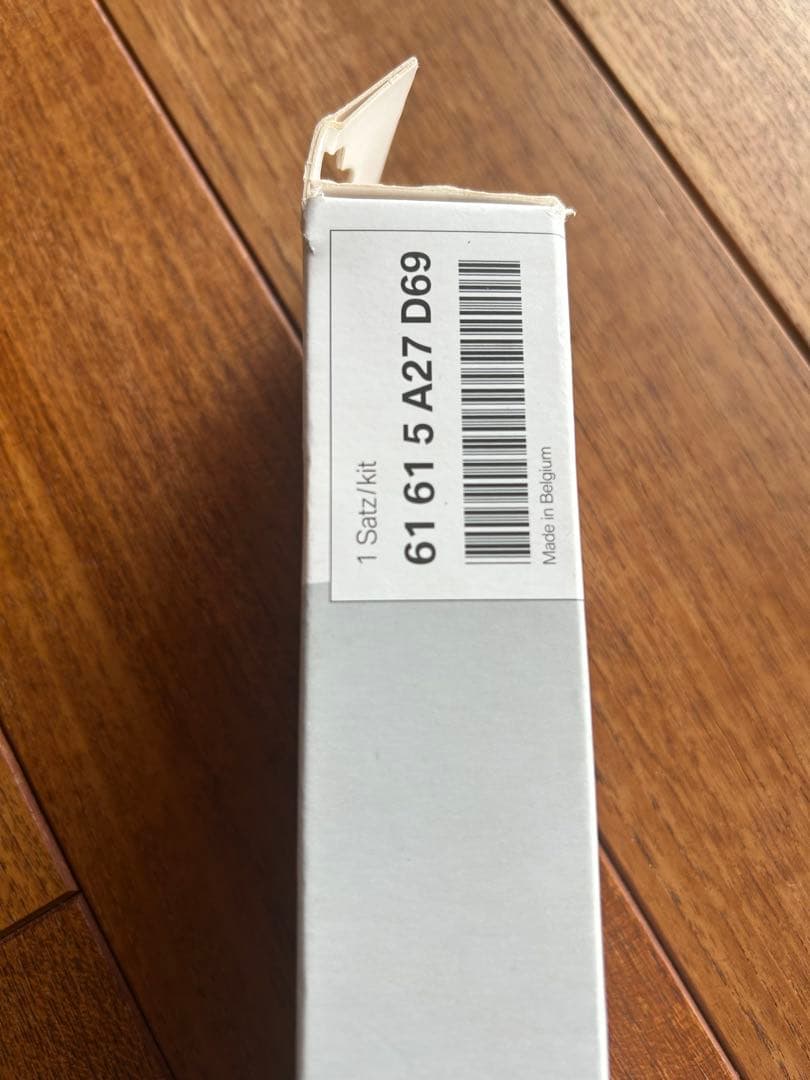 1 Satz/kit
61 61 5 A27 D69
Made in Belgium